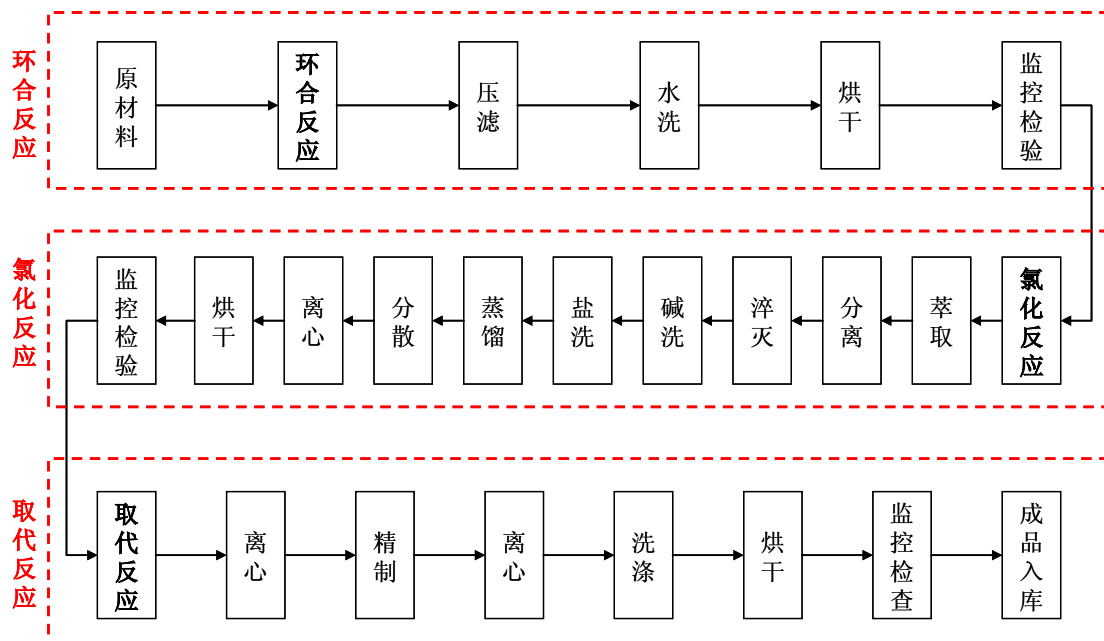 环合反应
原材料
环合反应
压滤
水洗
烘干
监控检验
氯化反应
监控检验
烘干
离心
分散
蒸馏
盐洗
碱洗
淬灭
分离
萃取
氯化反应
取代反应
取代反应
离心
精制
离心
洗涤
烘干
监控检查
成品入库